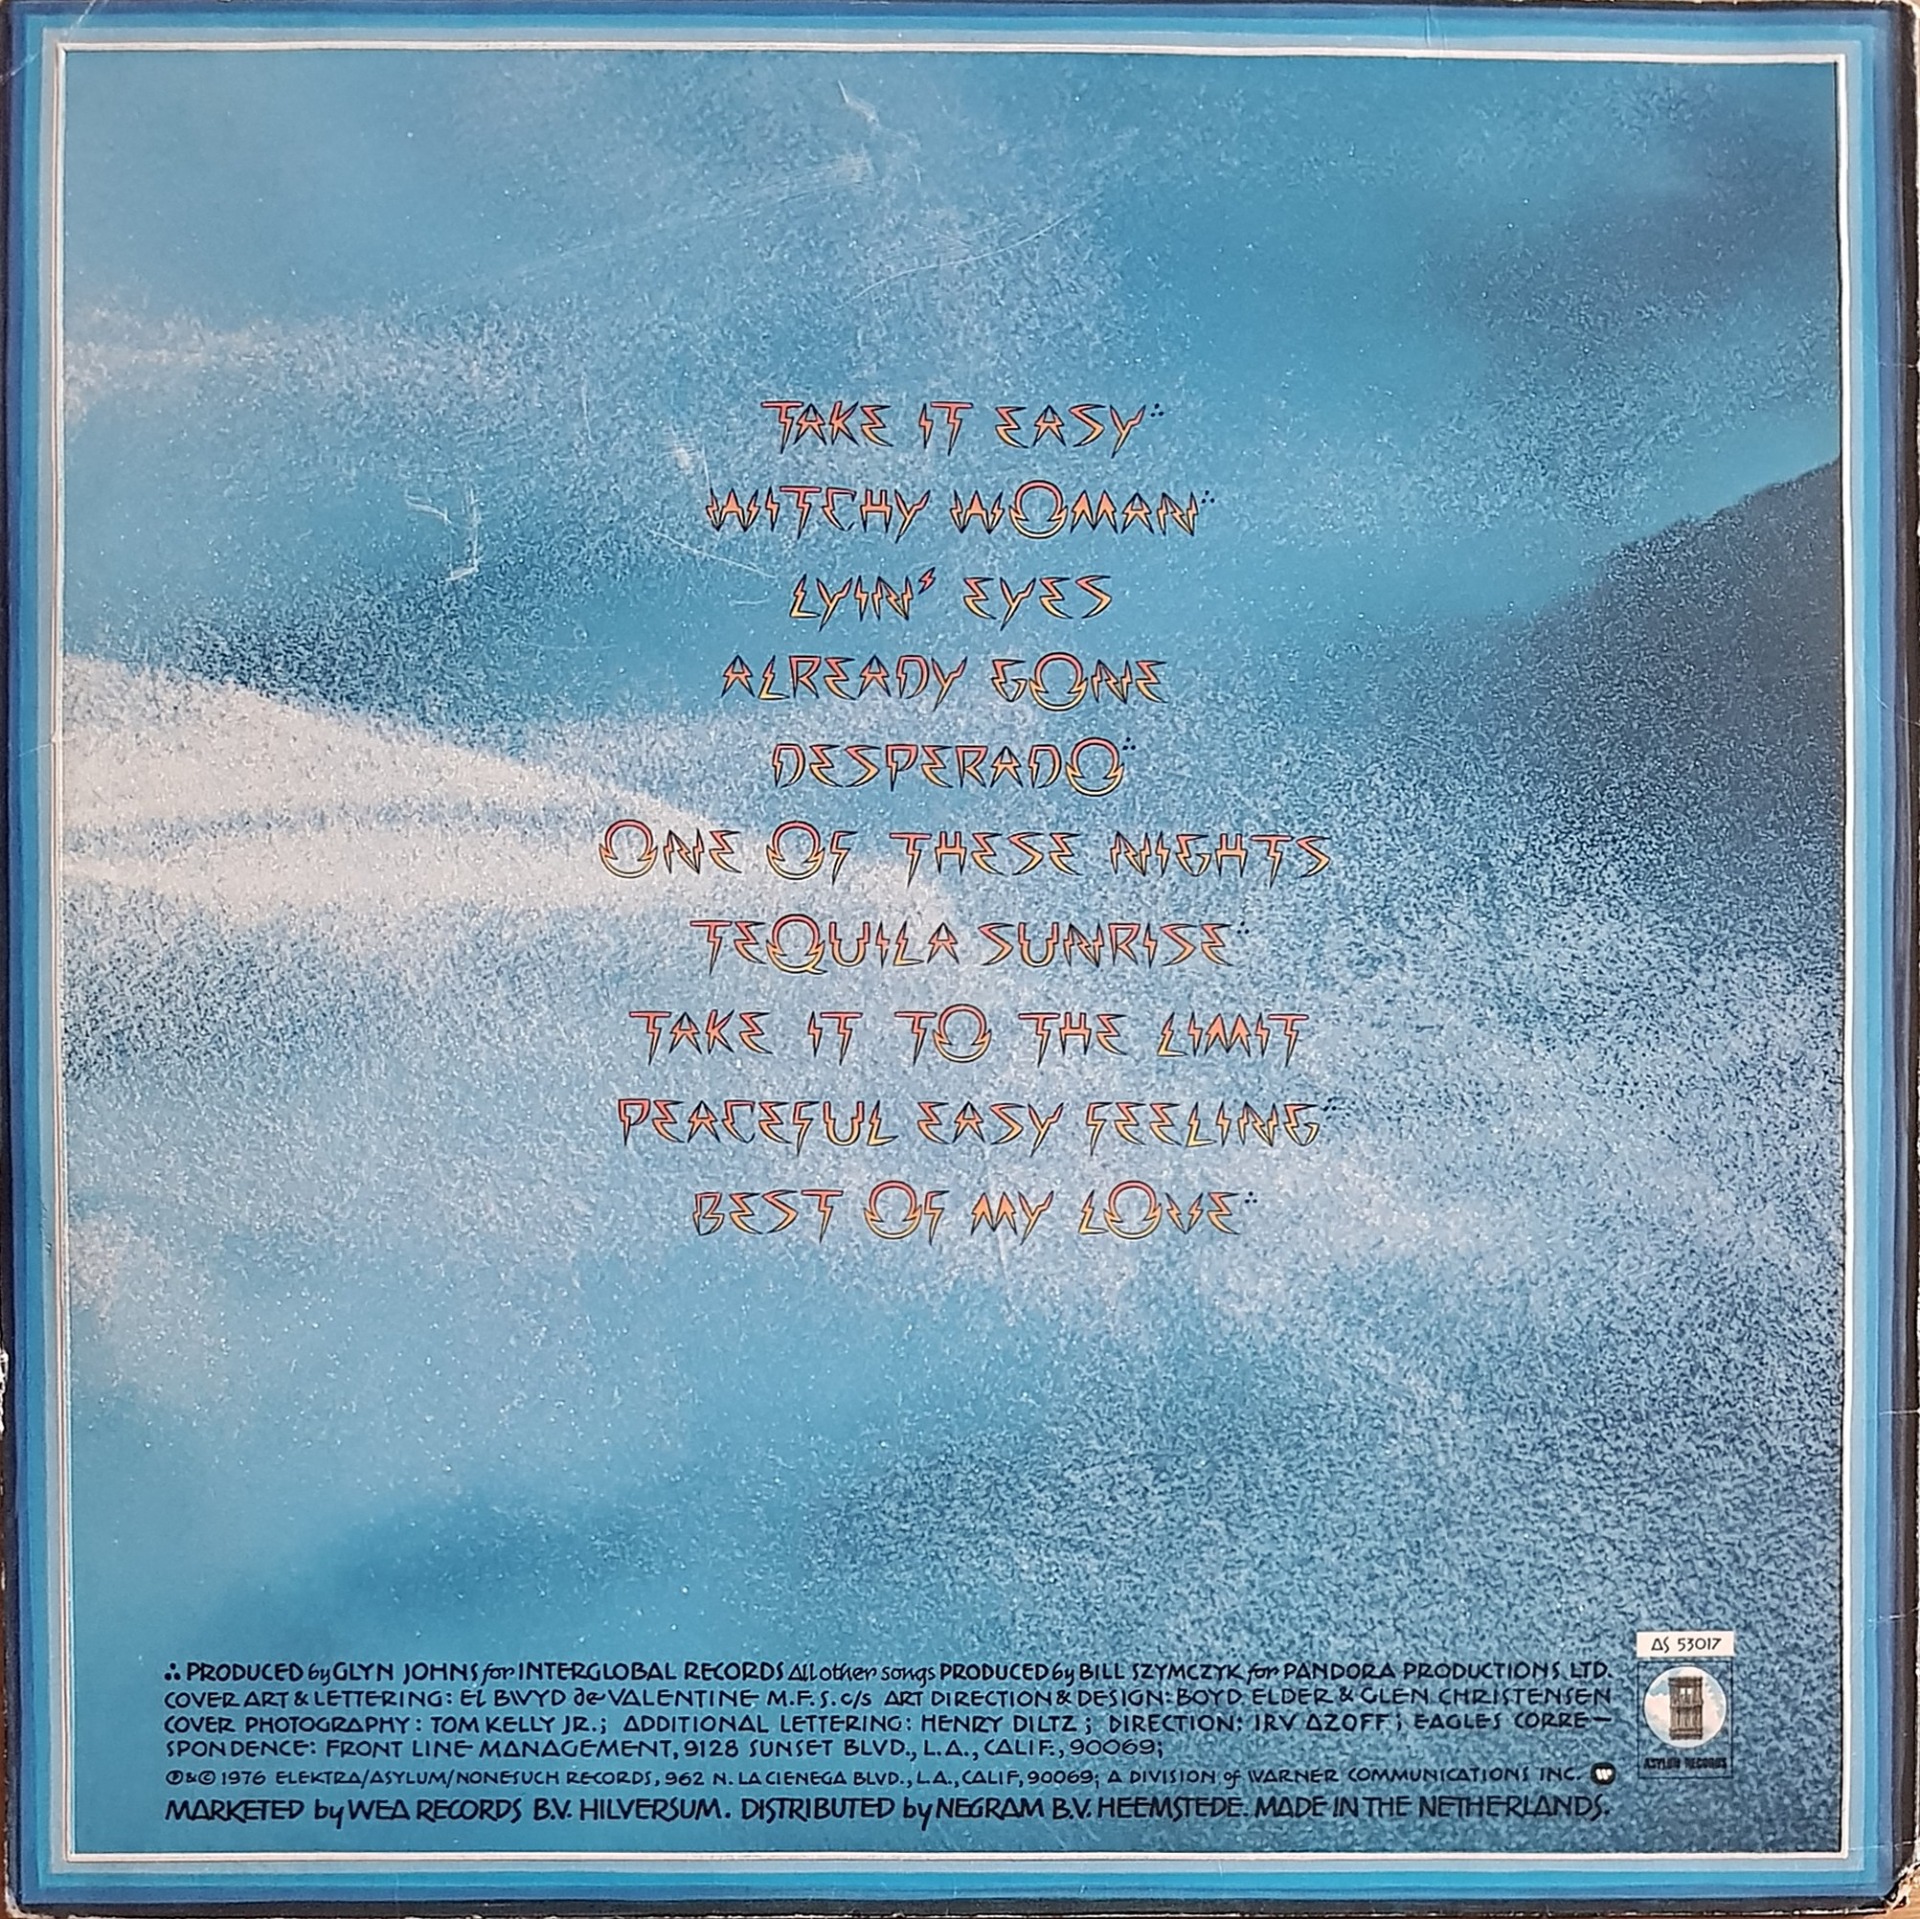 TAKE IT EASY∴
WITCHY WOMAN∴
LYIN' EYES
ALREADY GONE
DESPERADO∴
ONE OF THESE NIGHTS
TEQUILA SUNRISE∴
TAKE IT TO THE LIMIT
PEACEFUL EASY FEELING∴
BEST OF MY LOVE∴
AS 53017
∴ PRODUCED by GLYN JOHNS for INTERGLOBAL RECORDS All other songs PRODUCED by BILL SZYMCZYK for PANDORA PRODUCTIONS, LTD.
COVER ART & LETTERING: El BWYD de VALENTINE M.F.S. c/s ART DIRECTION & DESIGN: BOYD ELDER & GLEN CHRISTENSEN
COVER PHOTOGRAPHY: TOM KELLY JR.; ADDITIONAL LETTERING: HENRY DILTZ; DIRECTION: IRV AZOFF; EAGLES CORRE-
SPONDENCE: FRONT LINE MANAGEMENT, 9128 SUNSET BLVD., L.A., CALIF., 90069;
ASYLUM RECORDS
℗&© 1976 ELEKTRA/ASYLUM/NONESUCH RECORDS, 962 N. LA CIENEGA BLVD., L.A., CALIF, 90069; A DIVISION of WARNER COMMUNICATIONS INC.
MARKETED by WEA RECORDS B.V. HILVERSUM. DISTRIBUTED by NEGRAM B.V. HEEMSTEDE. MADE IN THE NETHERLANDS.